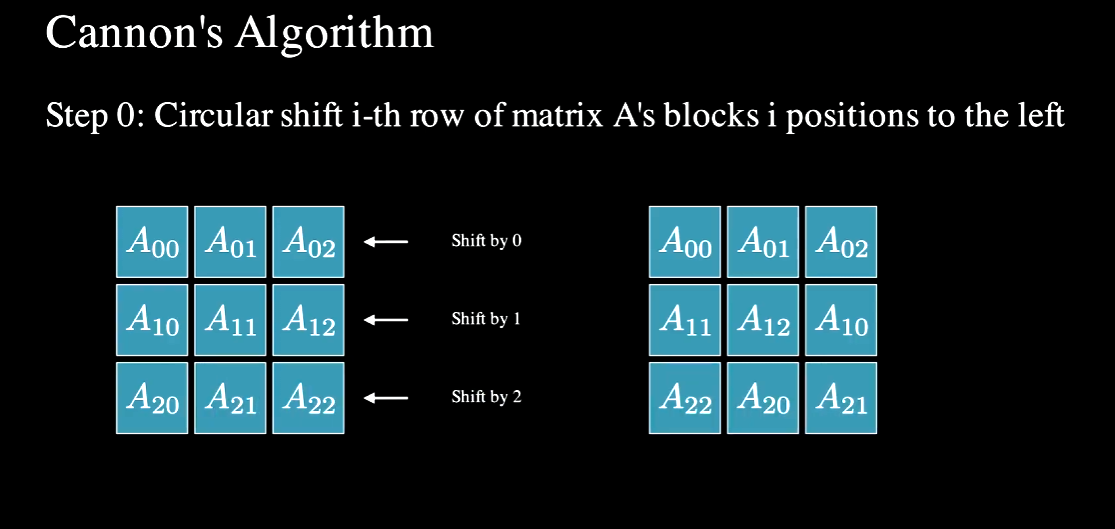 Cannon's Algorithm
Step 0: Circular shift i-th row of matrix A's blocks i positions to the left
A00 A01 A02 Shift by 0 A00 A01 A02
A10 A11 A12 Shift by 1 A11 A12 A10
A20 A21 A22 Shift by 2 A22 A20 A21